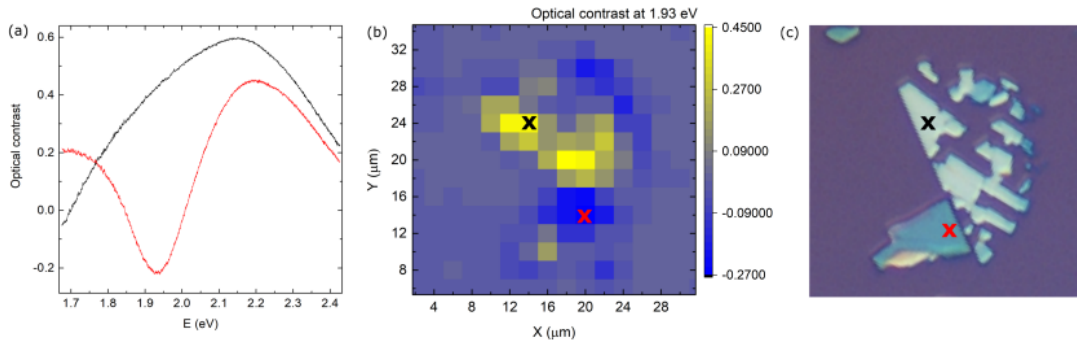 (a)
0.6
0.4
0.2
0.0
-0.2
Optical contrast
1.7 1.8 1.9 2.0 2.1 2.2 2.3 2.4
E (eV)
(b)
Optical contrast at 1.93 eV
32
28
24
20
16
12
8
Y (μm)
4 8 12 16 20 24 28
X (μm)
x
x
0.4500
0.2700
0.09000
-0.09000
-0.2700
(c)
x
x